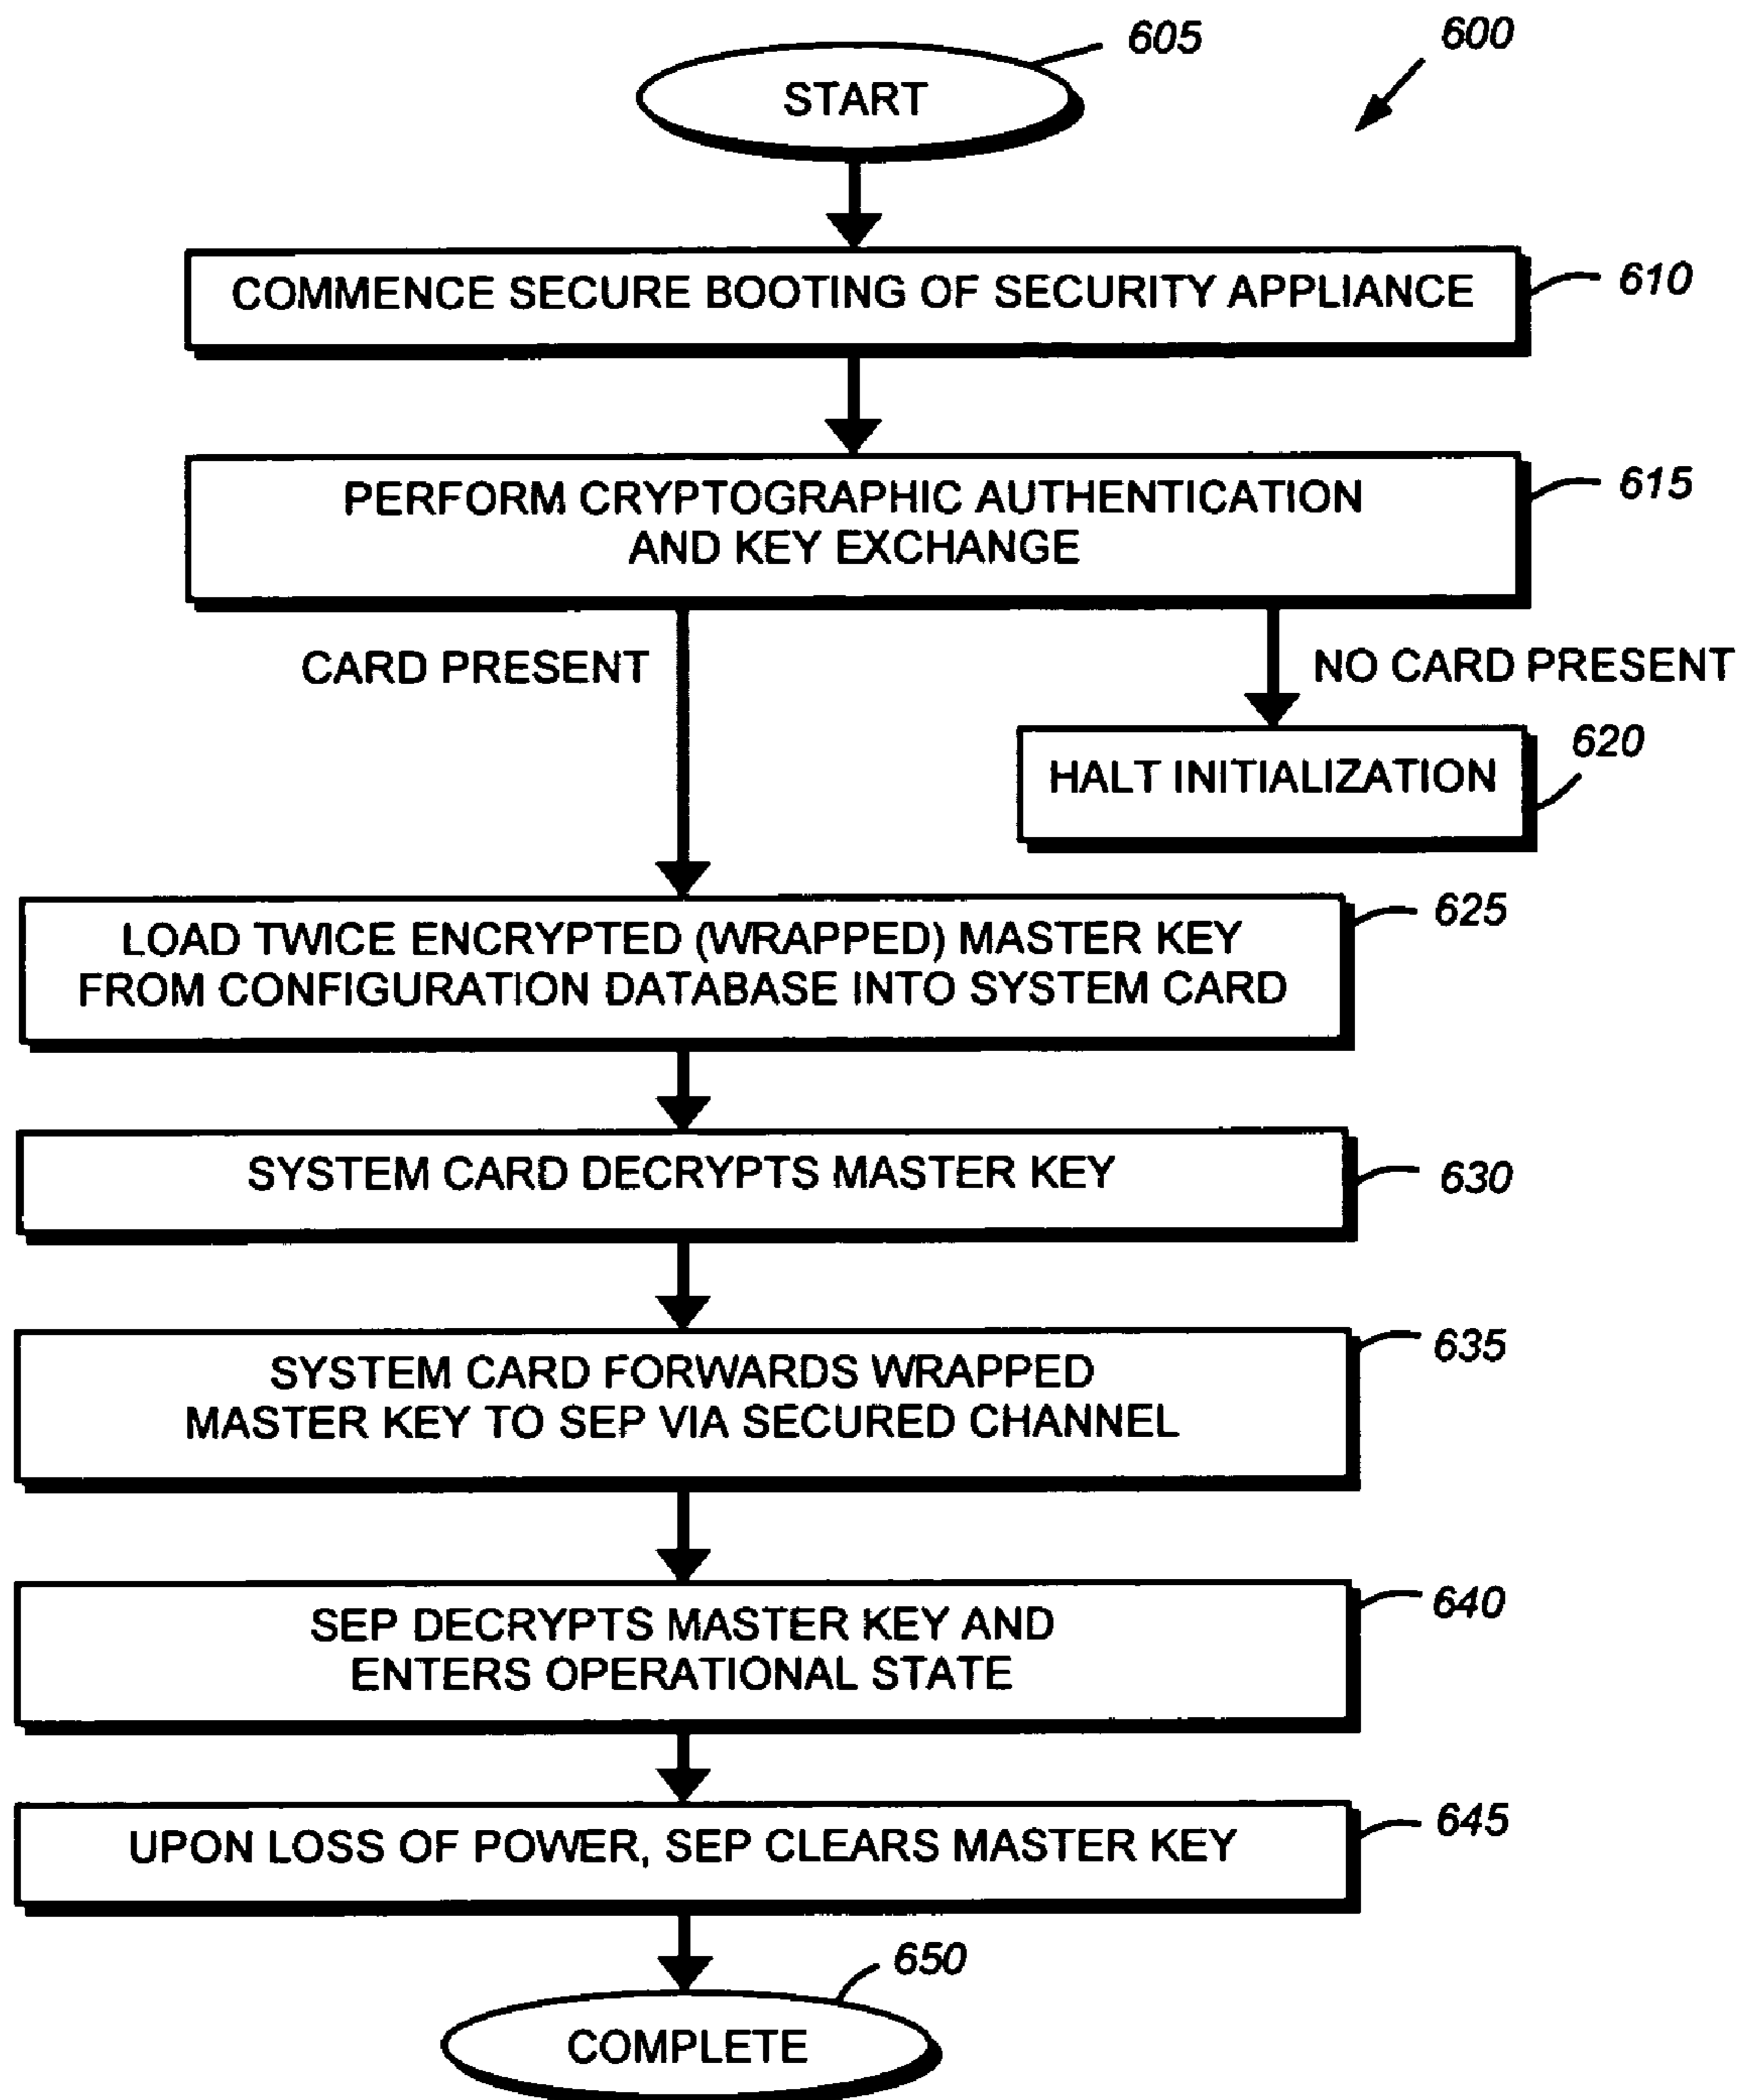 605
600
START
COMMENCE SECURE BOOTING OF SECURITY APPLIANCE
610
PERFORM CRYPTOGRAPHIC AUTHENTICATION
AND KEY EXCHANGE
615
CARD PRESENT
NO CARD PRESENT
HALT INITIALIZATION
620
LOAD TWICE ENCRYPTED (WRAPPED) MASTER KEY
FROM CONFIGURATION DATABASE INTO SYSTEM CARD
625
SYSTEM CARD DECRYPTS MASTER KEY
630
SYSTEM CARD FORWARDS WRAPPED
MASTER KEY TO SEP VIA SECURED CHANNEL
635
SEP DECRYPTS MASTER KEY AND
ENTERS OPERATIONAL STATE
640
UPON LOSS OF POWER, SEP CLEARS MASTER KEY
645
650
COMPLETE